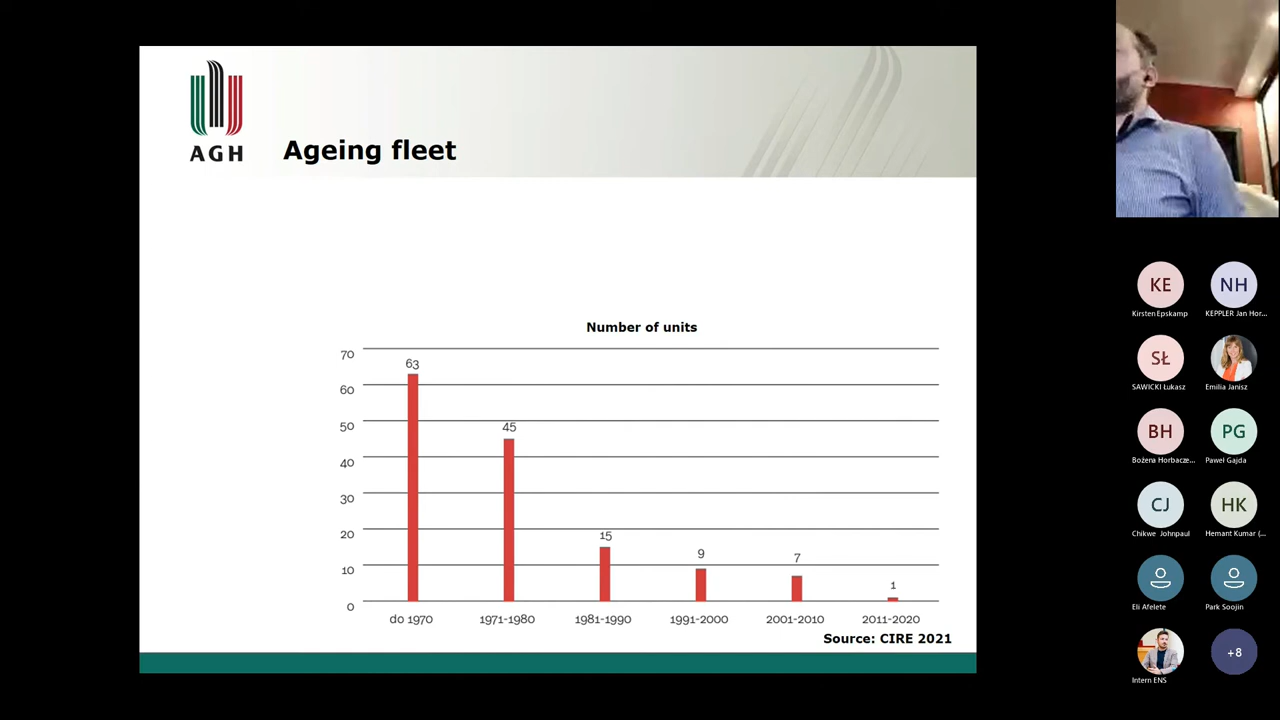 AGH
Ageing fleet
Number of units
70
60
50
40
30
20
10
0
63
45
15
9
7
1
do 1970
1971-1980
1981-1990
1991-2000
2001-2010
2011-2020
Source: CIRE 2021
KE
NH
Kirsten Epskamp
KEPPLER Jan Hor...
SŁ
SAWICKI Łukasz
Emilia Janisz
BH
PG
Bożena Horbacze...
Paweł Gajda
CJ
HK
Chikwe Johnpaul
Hemant Kumar (...
Eli Afelete
Park Soojin
+8
Intern ENS